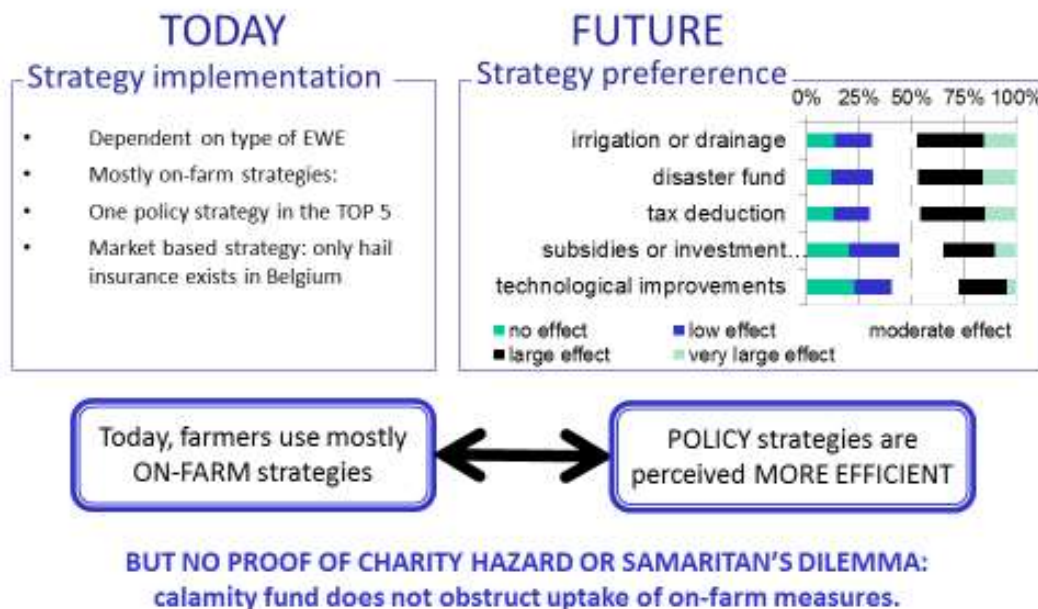 TODAY
Strategy implementation
• Dependent on type of EWE
• Mostly on-farm strategies:
• One policy strategy in the TOP 5
• Market based strategy: only hail
insurance exists in Belgium
FUTURE
Strategy prefererence
0% 25% 50% 75% 100%
irrigation or drainage
disaster fund
tax deduction
subsidies or investment...
technological improvements
no effect low effect moderate effect
large effect very large effect
Today, farmers use mostly
ON-FARM strategies
POLICY strategies are
perceived MORE EFFICIENT
BUT NO PROOF OF CHARITY HAZARD OR SAMARITAN'S DILEMMA:
calamity fund does not obstruct uptake of on-farm measures.